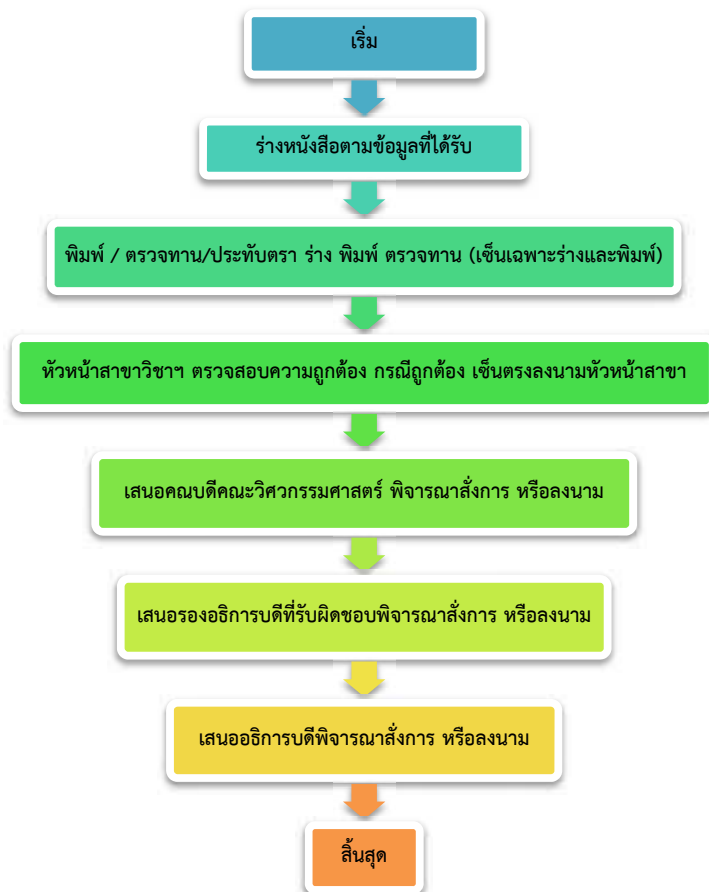 เริ่ม
ร่างหนังสือตามข้อมูลที่ได้รับ
พิมพ์ / ตรวจทาน/ประทับตรา ร่าง พิมพ์ ตรวจทาน (เซ็นเฉพาะร่างและพิมพ์)
หัวหน้าสาขาวิชาฯ ตรวจสอบความถูกต้อง กรณีถูกต้อง เซ็นตรงลงนามหัวหน้าสาขา
เสนอคณบดีคณะวิศวกรรมศาสตร์ พิจารณาสั่งการ หรือลงนาม
เสนอรองอธิการบดีที่รับผิดชอบพิจารณาสั่งการ หรือลงนาม
เสนออธิการบดีพิจารณาสั่งการ หรือลงนาม
สิ้นสุด